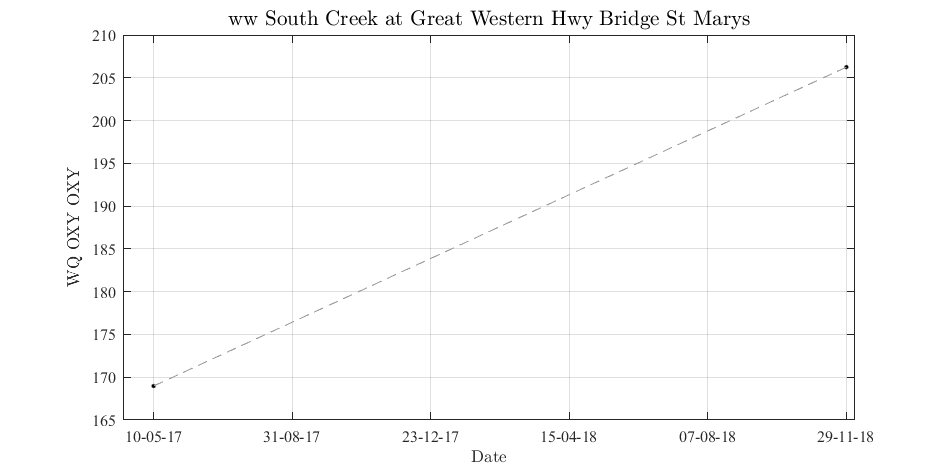 ww South Creek at Great Western Hwy Bridge St Marys
210
205
200
195
190
185
180
175
170
165
WQ OXY OXY
10-05-17 31-08-17 23-12-17 15-04-18 07-08-18 29-11-18
Date